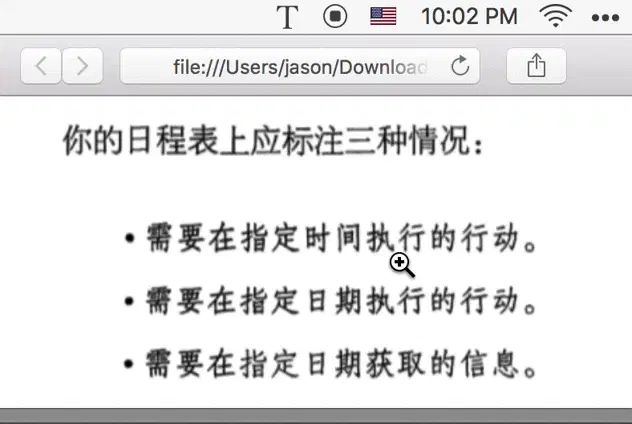 T 10:02 PM
file:///Users/jason/Download
你的日程表上应标注三种情况：
• 需要在指定时间执行的行动。
• 需要在指定日期执行的行动。
• 需要在指定日期获取的信息。